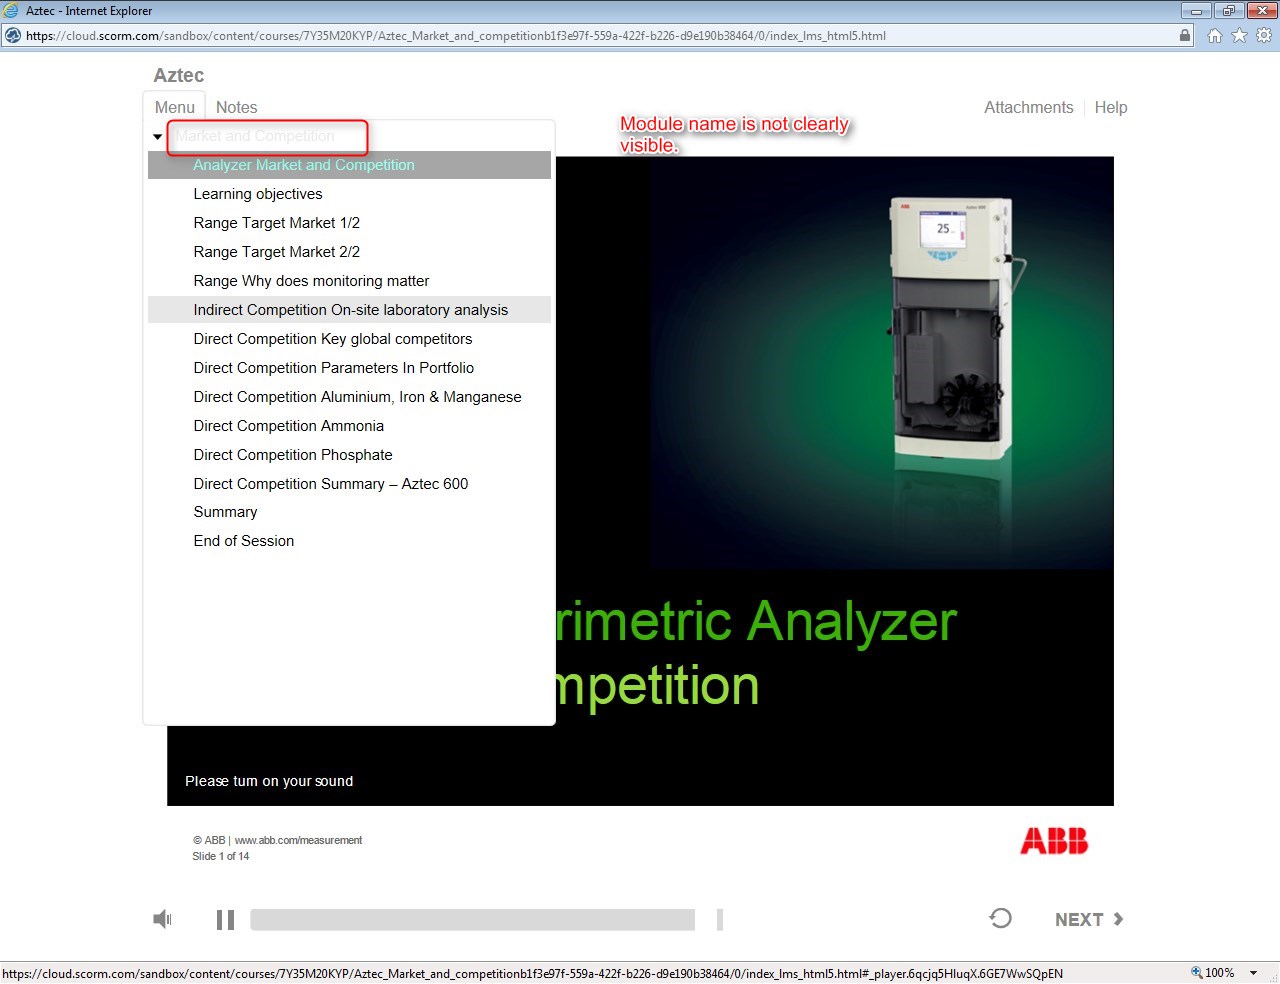 Aztec - Internet Explorer
https://cloud.scorm.com/sandbox/content/courses/7Y35M20KYP/Aztec_Market_and_competitionb1f3e97f-559a-422f-b226-d9e190b38464/0/index_lms_html5.html
Aztec
Menu Notes Attachments Help
Market and Competition
Module name is not clearly
visible.
Analyzer Market and Competition
Learning objectives
Range Target Market 1/2
Range Target Market 2/2
Range Why does monitoring matter
Indirect Competition On-site laboratory analysis
Direct Competition Key global competitors
Direct Competition Parameters In Portfolio
Direct Competition Aluminium, Iron & Manganese
Direct Competition Ammonia
Direct Competition Phosphate
Direct Competition Summary – Aztec 600
Summary
End of Session
ABB
25
rimetric Analyzer
mpetition
Please turn on your sound
© ABB | www.abb.com/measurement
Slide 1 of 14
ABB
NEXT
https://cloud.scorm.com/sandbox/content/courses/7Y35M20KYP/Aztec_Market_and_competitionb1f3e97f-559a-422f-b226-d9e190b38464/0/index_lms_html5.html#_player.6qcjq5HIuqX.6GE7WwSQpEN
100%